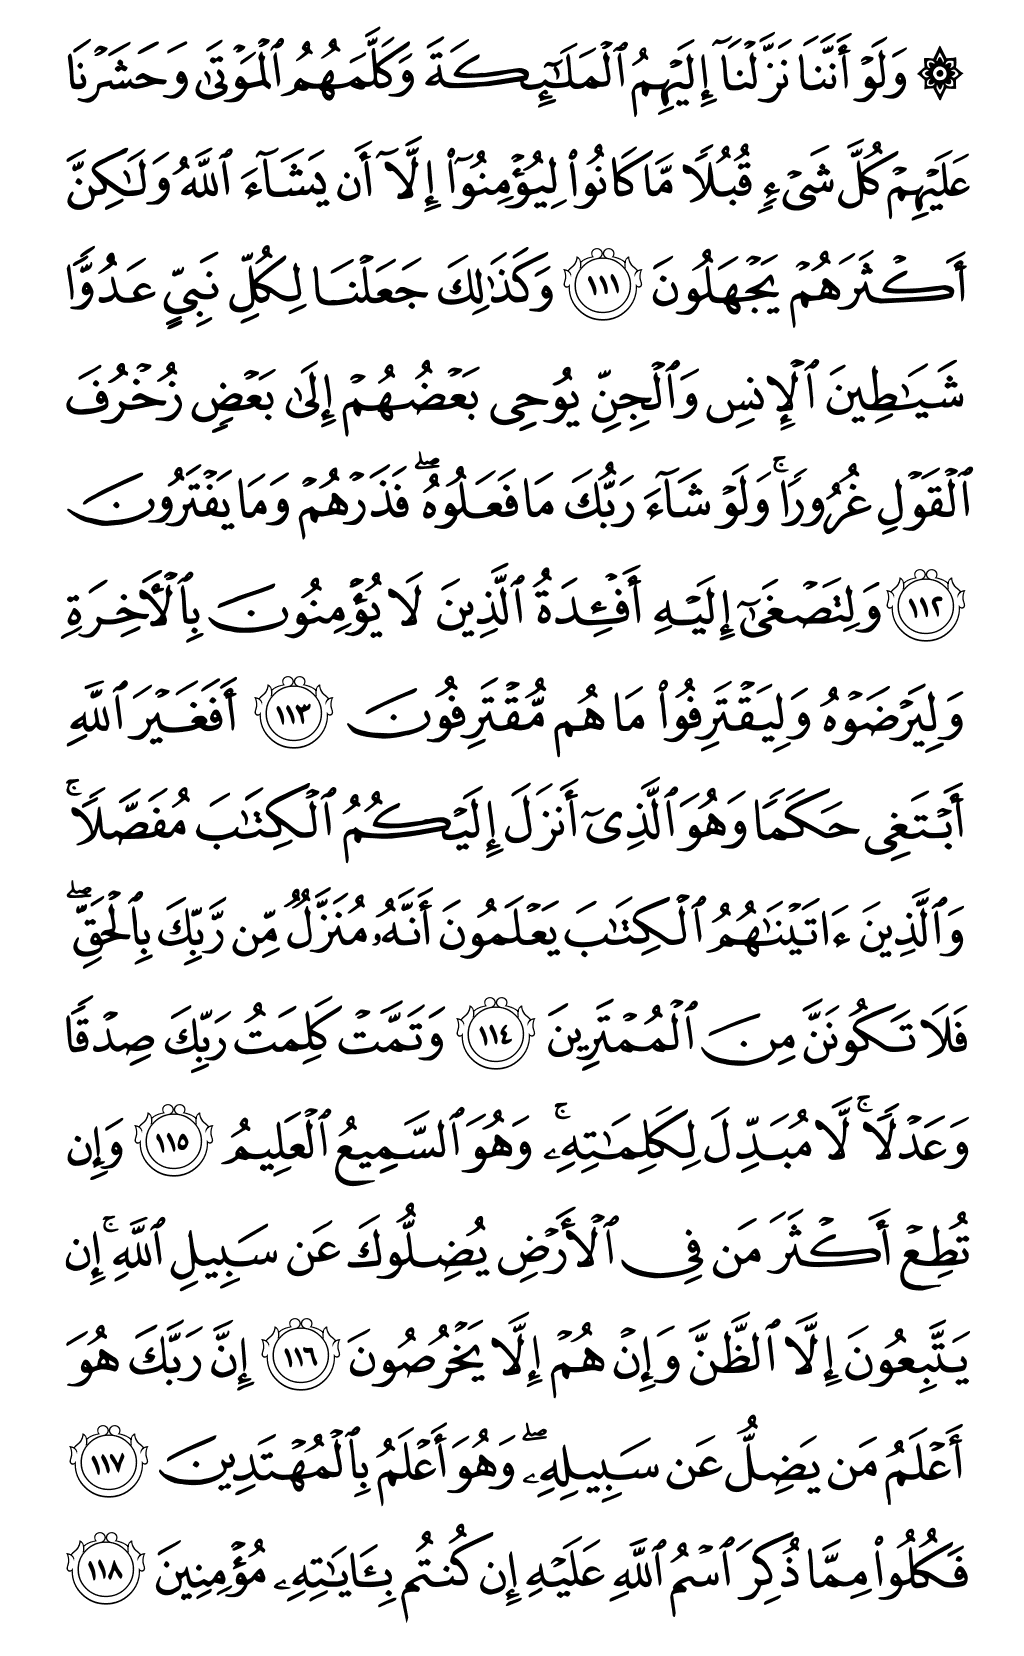 ۞ وَلَوْ أَنَّنَا نَزَّلْنَآ إِلَيْهِمُ ٱلْمَلَـٰٓئِكَةَ وَكَلَّمَهُمُ ٱلْمَوْتَىٰ وَحَشَرْنَا
عَلَيْهِمْ كُلَّ شَىْءٍ قُبُلًا مَّا كَانُوا۟ لِيُؤْمِنُوٓا۟ إِلَّآ أَن يَشَآءَ ٱللَّهُ وَلَـٰكِنَّ
أَكْثَرَهُمْ يَجْهَلُونَ ١١١ وَكَذَٰلِكَ جَعَلْنَا لِكُلِّ نَبِىٍّ عَدُوًّا
شَيَـٰطِينَ ٱلْإِنسِ وَٱلْجِنِّ يُوحِى بَعْضُهُمْ إِلَىٰ بَعْضٍ زُخْرُفَ
ٱلْقَوْلِ غُرُورًا ۚ وَلَوْ شَآءَ رَبُّكَ مَا فَعَلُوهُ ۖ فَذَرْهُمْ وَمَا يَفْتَرُونَ
١١٢ وَلِتَصْغَىٰٓ إِلَيْهِ أَفْـِٔدَةُ ٱلَّذِينَ لَا يُؤْمِنُونَ بِٱلْـَٔاخِرَةِ
وَلِيَرْضَوْهُ وَلِيَقْتَرِفُوا۟ مَا هُم مُّقْتَرِفُونَ ١١٣ أَفَغَيْرَ ٱللَّهِ
أَبْتَغِى حَكَمًا وَهُوَ ٱلَّذِىٓ أَنزَلَ إِلَيْكُمُ ٱلْكِتَـٰبَ مُفَصَّلًا ۚ
وَٱلَّذِينَ ءَاتَيْنَـٰهُمُ ٱلْكِتَـٰبَ يَعْلَمُونَ أَنَّهُۥ مُنَزَّلٌ مِّن رَّبِّكَ بِٱلْحَقِّ ۖ
فَلَا تَكُونَنَّ مِنَ ٱلْمُمْتَرِينَ ١١٤ وَتَمَّتْ كَلِمَتُ رَبِّكَ صِدْقًا
وَعَدْلًا ۚ لَّا مُبَدِّلَ لِكَلِمَـٰتِهِۦ ۚ وَهُوَ ٱلسَّمِيعُ ٱلْعَلِيمُ ١١٥ وَإِن
تُطِعْ أَكْثَرَ مَن فِى ٱلْأَرْضِ يُضِلُّوكَ عَن سَبِيلِ ٱللَّهِ ۚ إِن
يَتَّبِعُونَ إِلَّا ٱلظَّنَّ وَإِنْ هُمْ إِلَّا يَخْرُصُونَ ١١٦ إِنَّ رَبَّكَ هُوَ
أَعْلَمُ مَن يَضِلُّ عَن سَبِيلِهِۦ ۖ وَهُوَ أَعْلَمُ بِٱلْمُهْتَدِينَ ١١٧
فَكُلُوا۟ مِمَّا ذُكِرَ ٱسْمُ ٱللَّهِ عَلَيْهِ إِن كُنتُم بِـَٔايَـٰتِهِۦ مُؤْمِنِينَ ١١٨